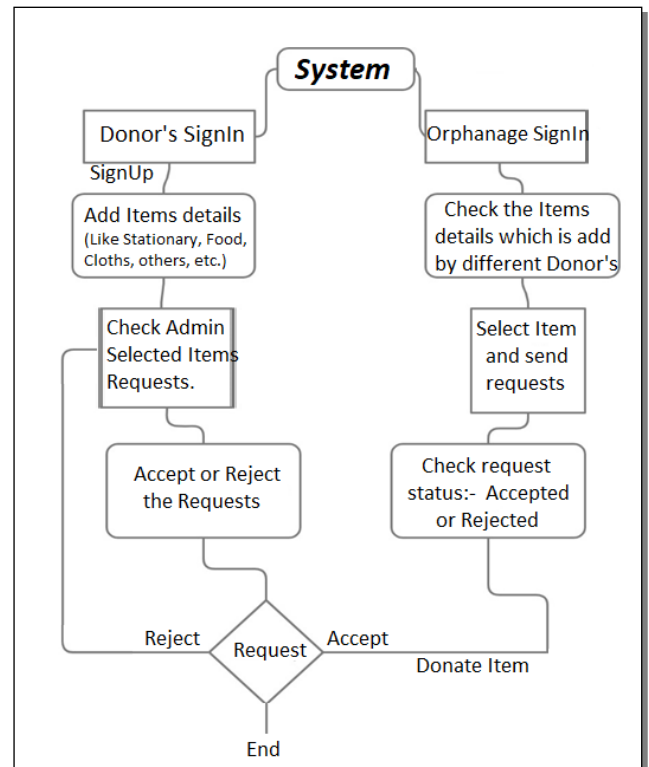 System
Donor's SignIn
SignUp
Add Items details
(Like Stationary, Food,
Cloths, others, etc.)
Check Admin
Selected Items
Requests.
Accept or Reject
the Requests
Orphanage SignIn
Check the Items
details which is add
by different Donor's
Select Item
and send
requests
Check request
status:- Accepted
or Rejected
Reject
Request
Accept
Donate Item
End